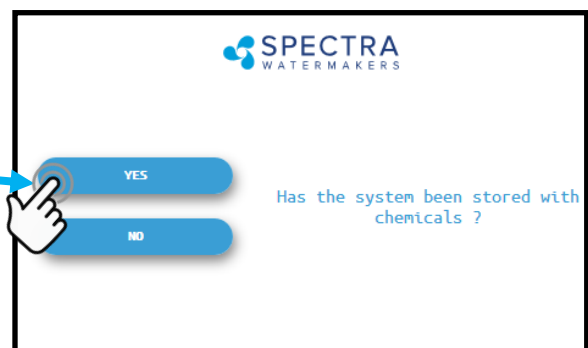 SPECTRA
WATERMAKERS
YES
Has the system been stored with
chemicals ?
NO